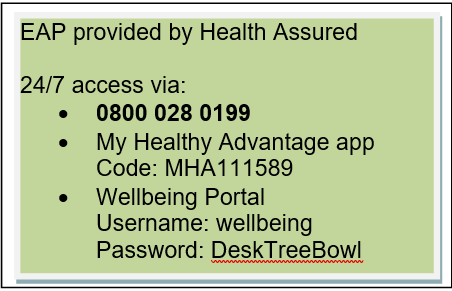 EAP provided by Health Assured
24/7 access via:
• 0800 028 0199
• My Healthy Advantage app
Code: MHA111589
• Wellbeing Portal
Username: wellbeing
Password: DeskTreeBowl